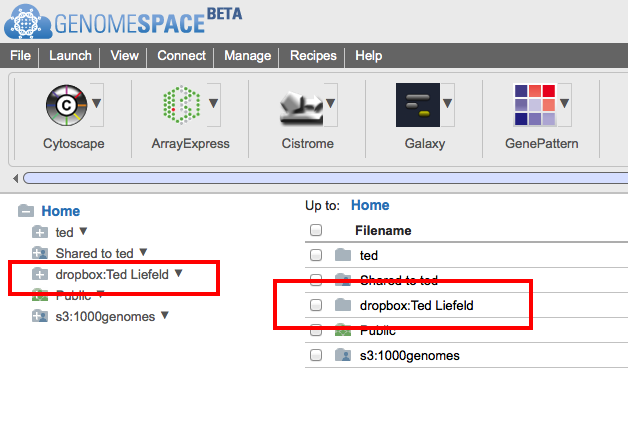 GENOMESPACE BETA
File Launch View Connect Manage Recipes Help
C
Cytoscape ArrayExpress Cistrome Galaxy GenePattern
Home
ted
Shared to ted
dropbox:Ted Liefeld
Public
s3:1000genomes
Up to: Home
Filename
ted
Shared to ted
dropbox:Ted Liefeld
Public
s3:1000genomes